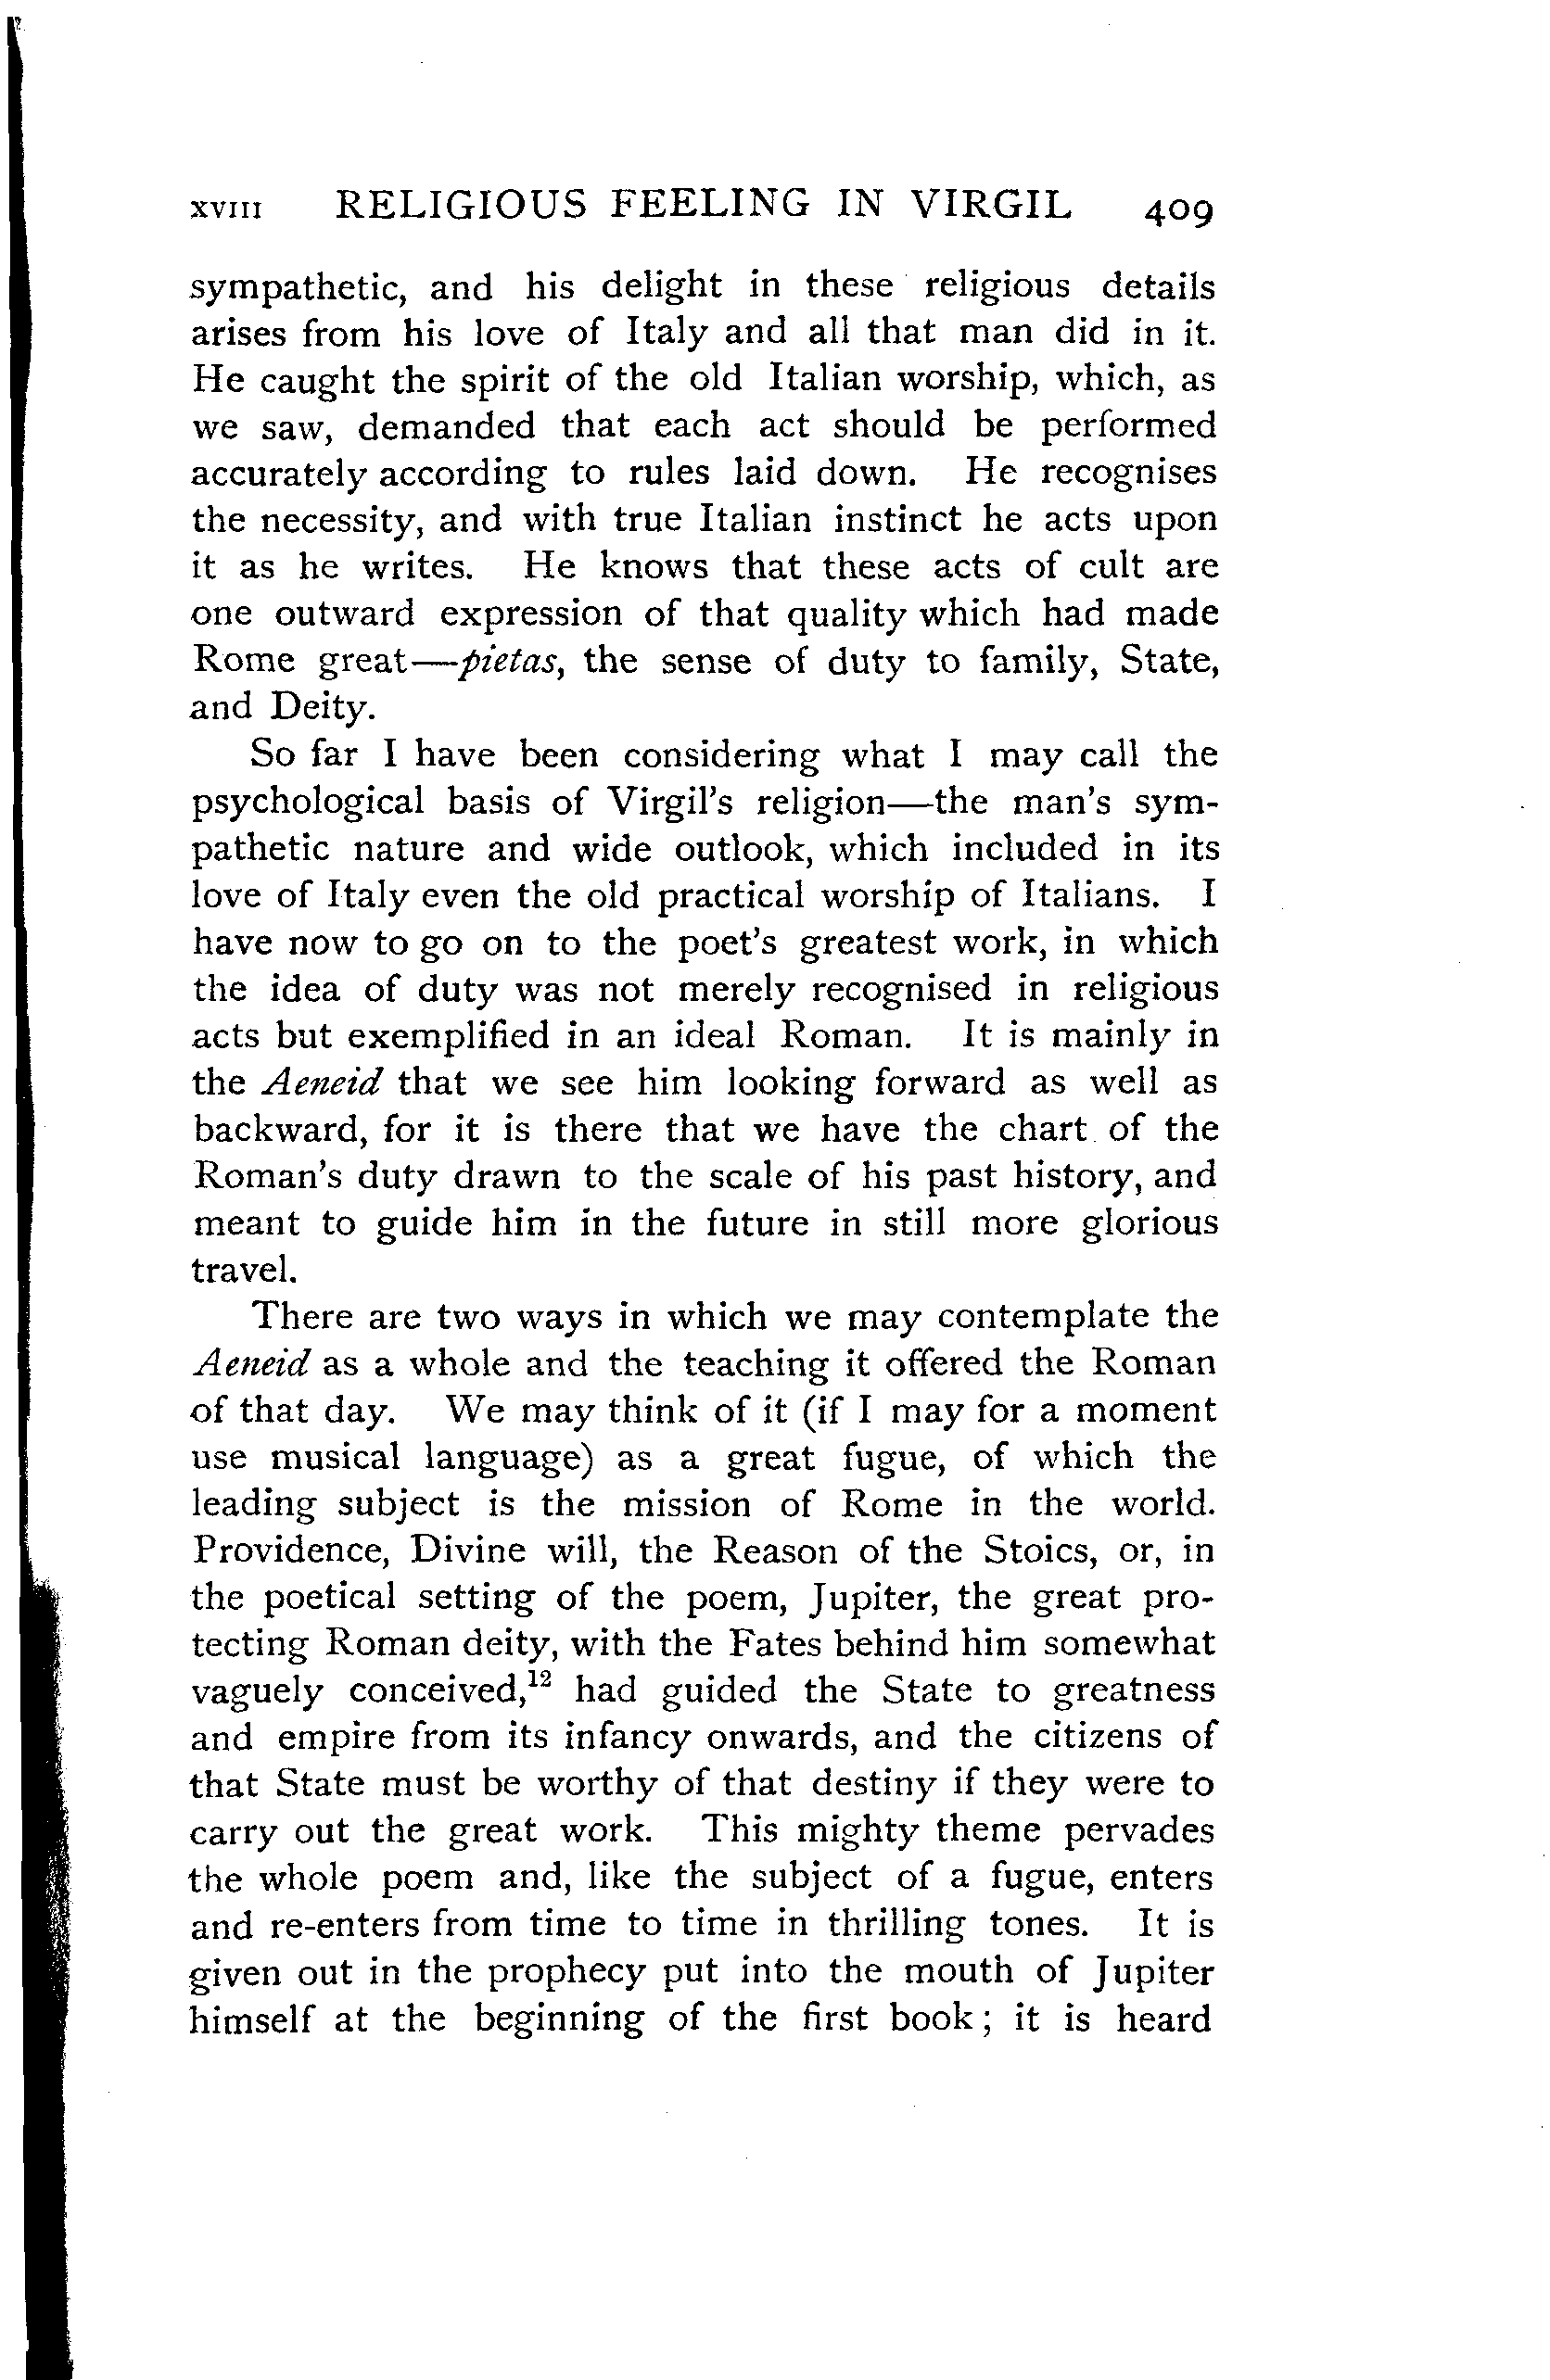 xviii RELIGIOUS FEELING IN VIRGIL 409
sympathetic, and his delight in these religious details
arises from his love of Italy and all that man did in it.
He caught the spirit of the old Italian worship, which, as
we saw, demanded that each act should be performed
accurately according to rules laid down. He recognises
the necessity, and with true Italian instinct he acts upon
it as he writes. He knows that these acts of cult are
one outward expression of that quality which had made
Rome great—pietas, the sense of duty to family, State,
and Deity.
So far I have been considering what I may call the
psychological basis of Virgil's religion—the man's sym-
pathetic nature and wide outlook, which included in its
love of Italy even the old practical worship of Italians. I
have now to go on to the poet's greatest work, in which
the idea of duty was not merely recognised in religious
acts but exemplified in an ideal Roman. It is mainly in
the Aeneid that we see him looking forward as well as
backward, for it is there that we have the chart of the
Roman's duty drawn to the scale of his past history, and
meant to guide him in the future in still more glorious
travel.
There are two ways in which we may contemplate the
Aeneid as a whole and the teaching it offered the Roman
of that day. We may think of it (if I may for a moment
use musical language) as a great fugue, of which the
leading subject is the mission of Rome in the world.
Providence, Divine will, the Reason of the Stoics, or, in
the poetical setting of the poem, Jupiter, the great pro-
tecting Roman deity, with the Fates behind him somewhat
vaguely conceived,¹² had guided the State to greatness
and empire from its infancy onwards, and the citizens of
that State must be worthy of that destiny if they were to
carry out the great work. This mighty theme pervades
the whole poem and, like the subject of a fugue, enters
and re-enters from time to time in thrilling tones. It is
given out in the prophecy put into the mouth of Jupiter
himself at the beginning of the first book; it is heard